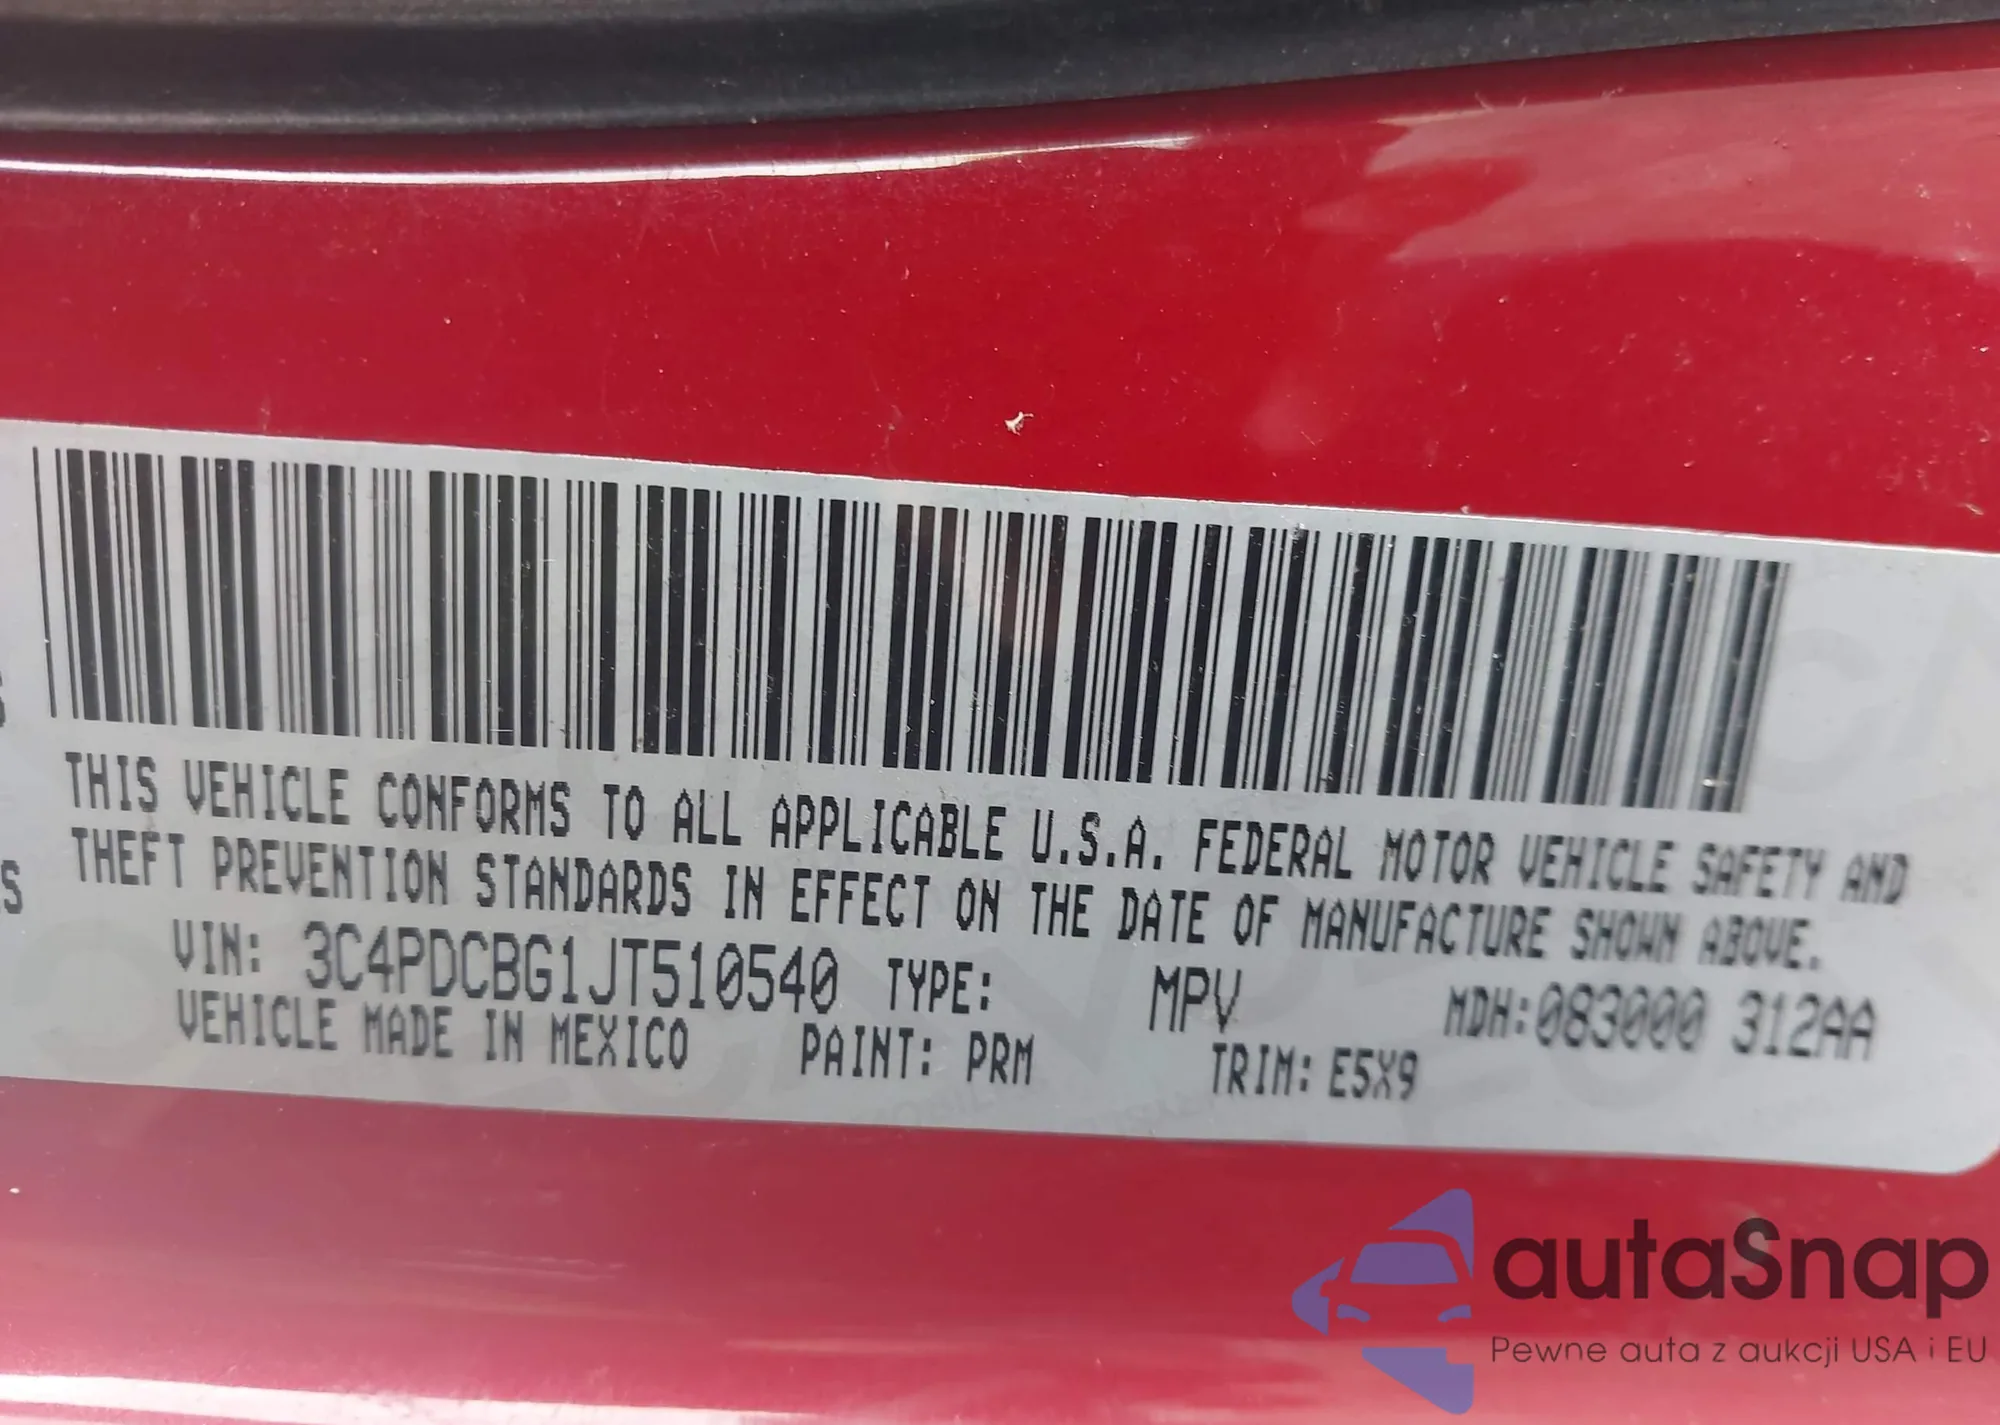 S
S
THIS VEHICLE CONFORMS TO ALL APPLICABLE U.S.A. FEDERAL MOTOR VEHICLE SAFETY AND
THEFT PREVENTION STANDARDS IN EFFECT ON THE DATE OF MANUFACTURE SHOWN ABOVE.
VIN: 3C4PDCBG1JT510540 TYPE: MPV MDH:083000 312AA
VEHICLE MADE IN MEXICO PAINT: PRM TRIM: E5X9
autaSnap
Pewne auta z aukcji USA i EU